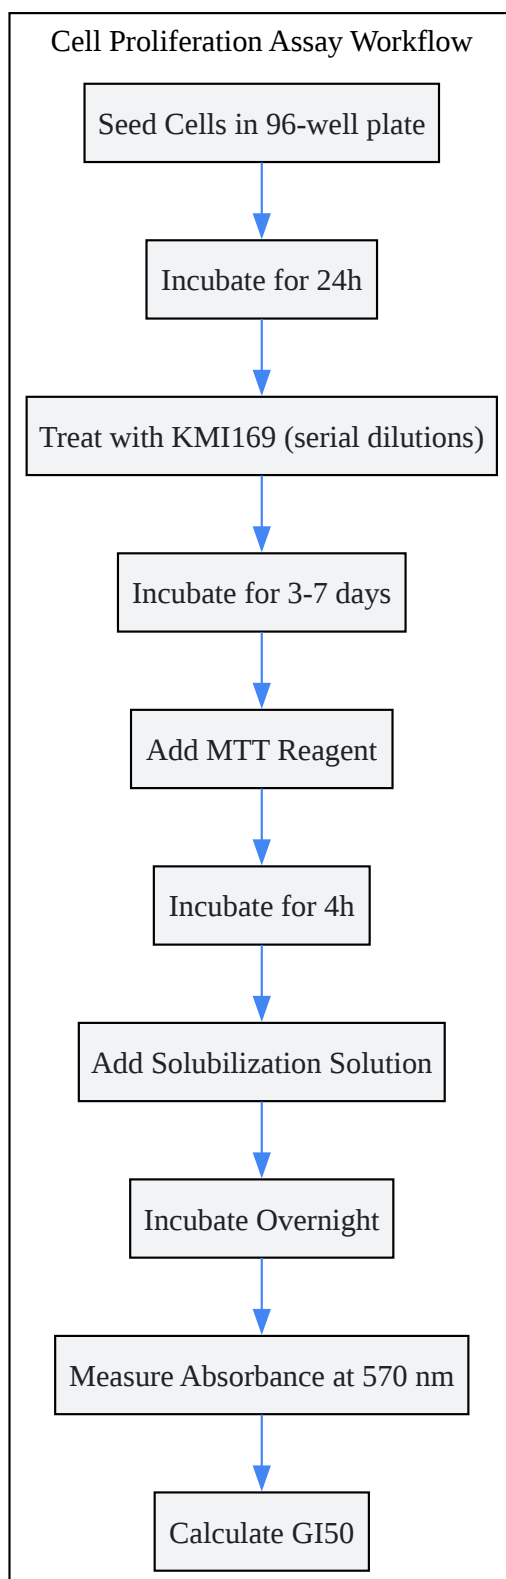 Cell Proliferation Assay Workflow
Seed Cells in 96-well plate
Incubate for 24h
Treat with KMI169 (serial dilutions)
Incubate for 3-7 days
Add MTT Reagent
Incubate for 4h
Add Solubilization Solution
Incubate Overnight
Measure Absorbance at 570 nm
Calculate GI50